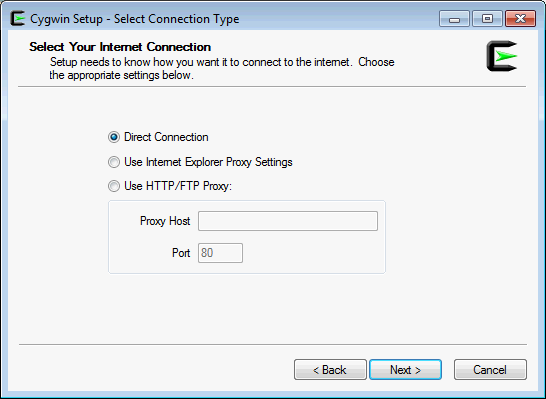 Cygwin Setup - Select Connection Type
Select Your Internet Connection
Setup needs to know how you want it to connect to the internet. Choose
the appropriate settings below.
Direct Connection
Use Internet Explorer Proxy Settings
Use HTTP/FTP Proxy:
Proxy Host
Port 80
< Back Next > Cancel